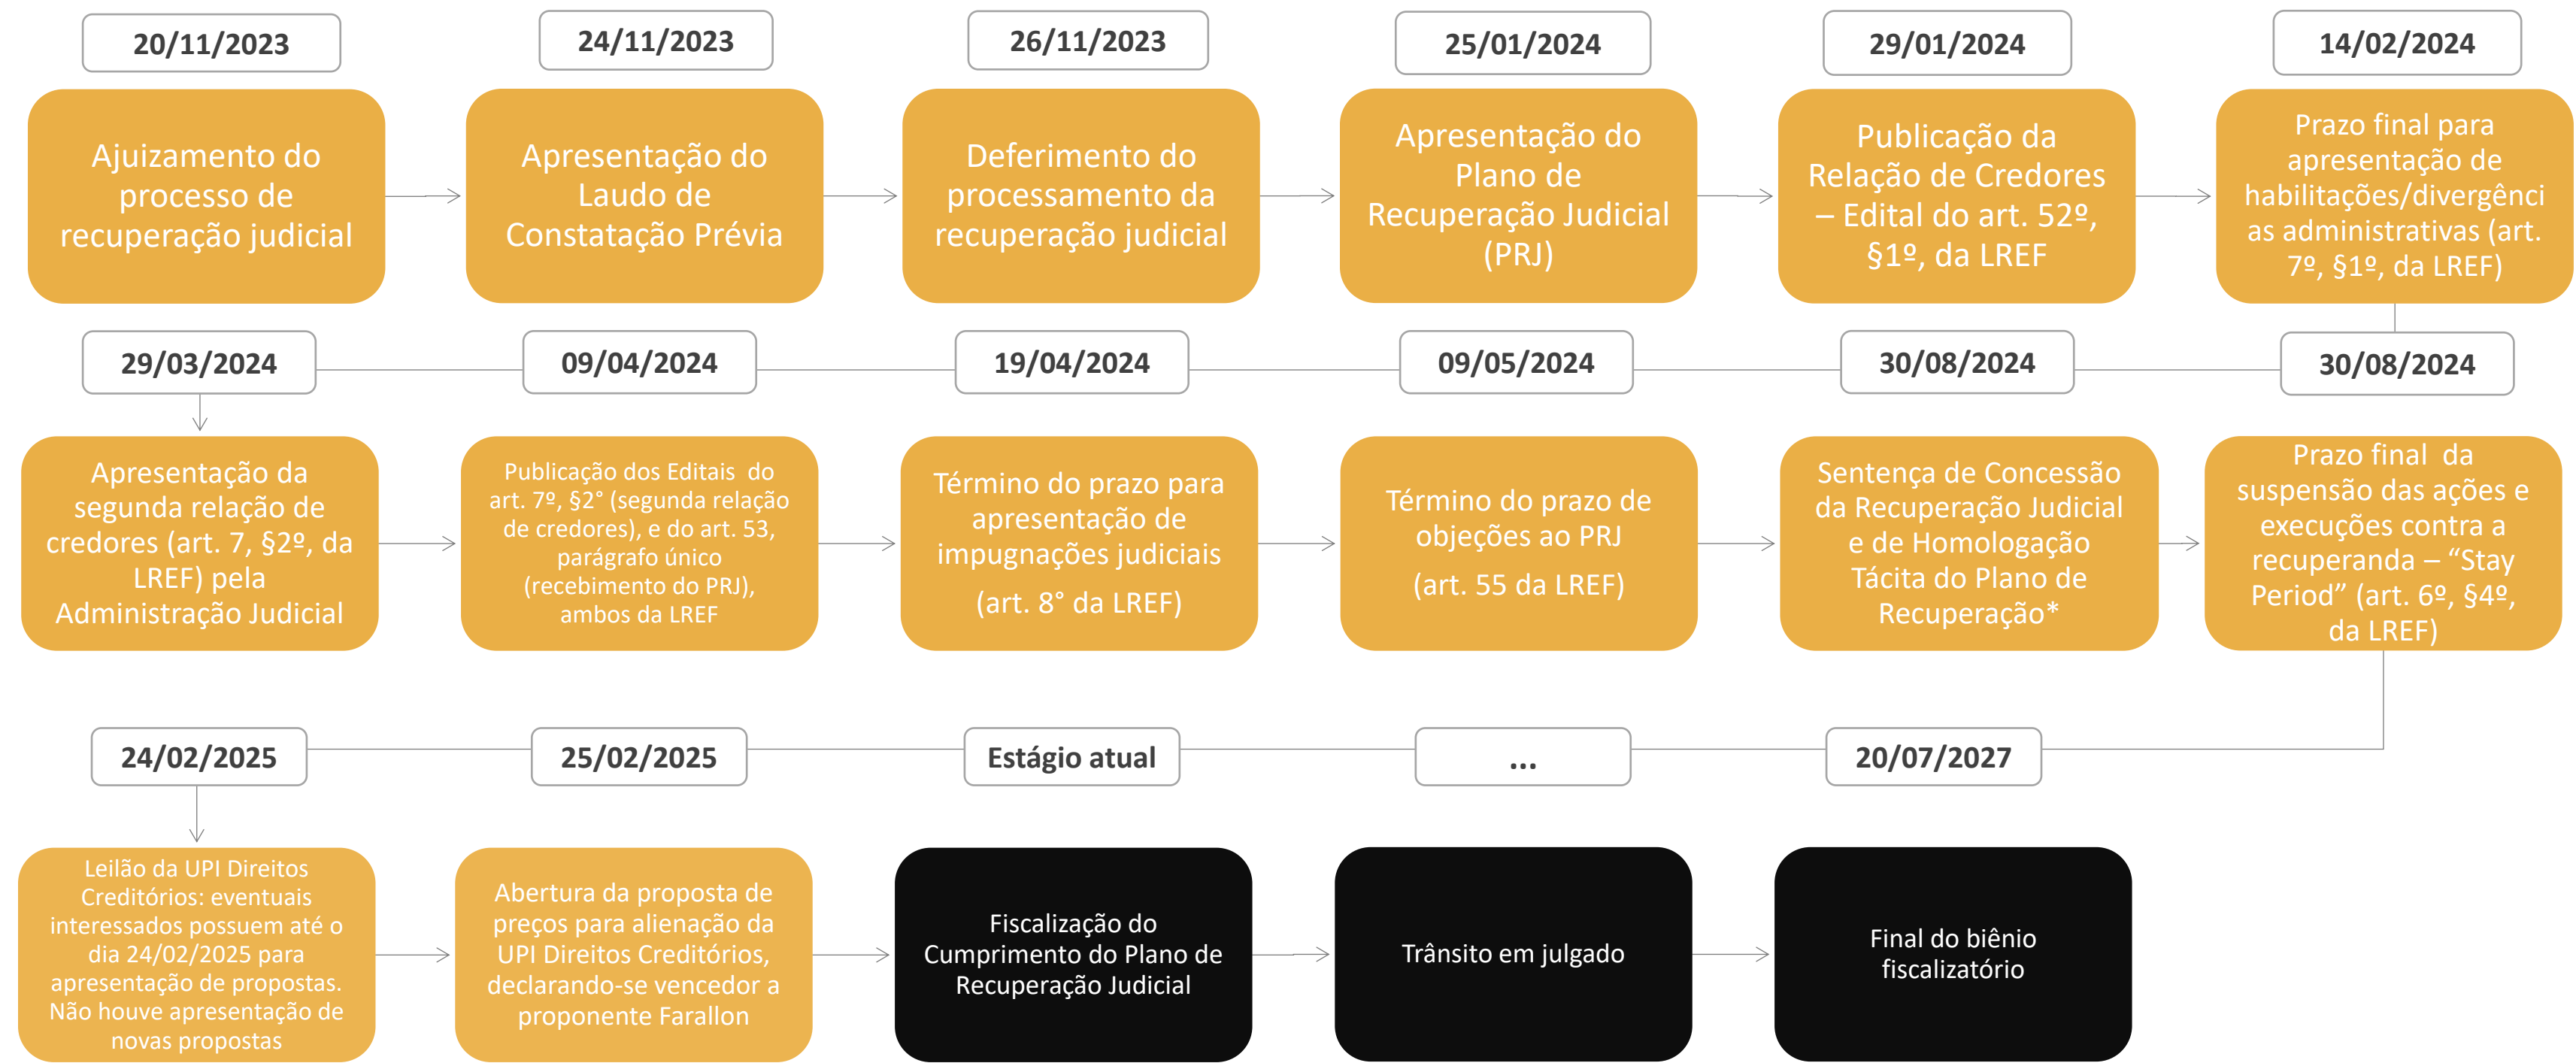 20/11/2023
Ajuizamento do
processo de
recuperação judicial
24/11/2023
Apresentação do
Laudo de
Constatação Prévia
26/11/2023
Deferimento do
processamento da
recuperação judicial
25/01/2024
Apresentação do
Plano de
Recuperação Judicial
(PRJ)
29/01/2024
Publicação da
Relação de Credores
– Edital do art. 52º,
§1º, da LREF
14/02/2024
Prazo final para
apresentação de
habilitações/divergênci
as administrativas (art.
7º, §1º, da LREF)
29/03/2024
Apresentação da
segunda relação de
credores (art. 7, §2º, da
LREF) pela
Administração Judicial
09/04/2024
Publicação dos Editais do
art. 7º, §2° (segunda relação
de credores), e do art. 53,
parágrafo único
(recebimento do PRJ),
ambos da LREF
19/04/2024
Término do prazo para
apresentação de
impugnações judiciais
(art. 8° da LREF)
09/05/2024
Término do prazo de
objeções ao PRJ
(art. 55 da LREF)
30/08/2024
Sentença de Concessão
da Recuperação Judicial
e de Homologação
Tácita do Plano de
Recuperação*
30/08/2024
Prazo final da
suspensão das ações e
execuções contra a
recuperanda – “Stay
Period” (art. 6º, §4º,
da LREF)
24/02/2025
Leilão da UPI Direitos
Creditórios: eventuais
interessados possuem até o
dia 24/02/2025 para
apresentação de propostas.
Não houve apresentação de
novas propostas
25/02/2025
Abertura da proposta de
preços para alienação da
UPI Direitos Creditórios,
declarando-se vencedor a
proponente Farallon
Estágio atual
Fiscalização do
Cumprimento do Plano de
Recuperação Judicial
...
Trânsito em julgado
20/07/2027
Final do biênio
fiscalizatório